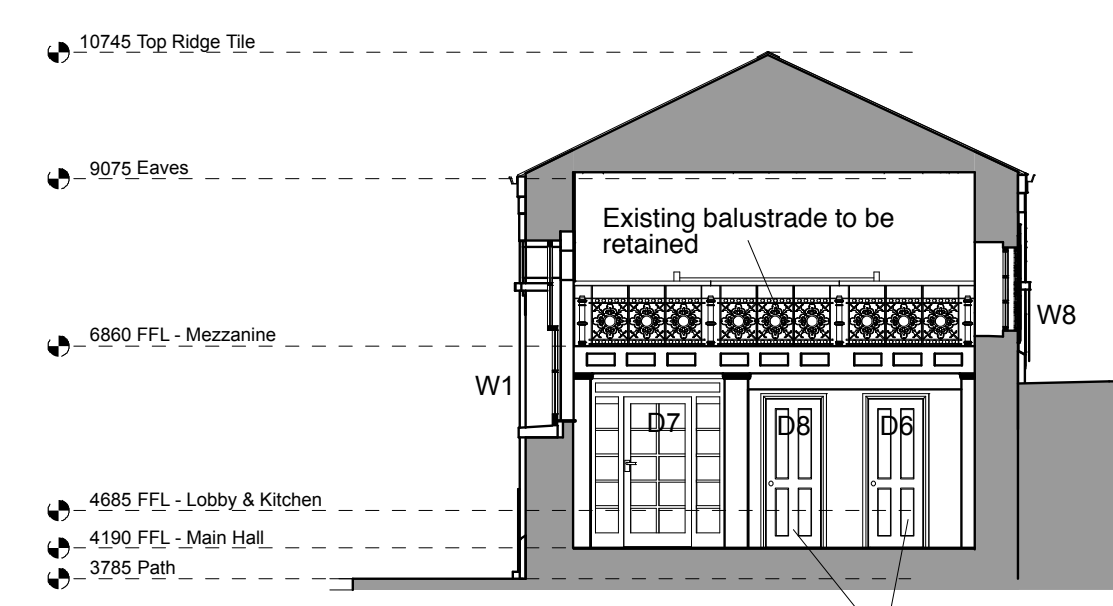 10745 Top Ridge Tile
9075 Eaves
Existing balustrade to be
retained
6860 FFL - Mezzanine
W8
W1
D7
D8
D6
4685 FFL - Lobby & Kitchen
4190 FFL - Main Hall
3785 Path